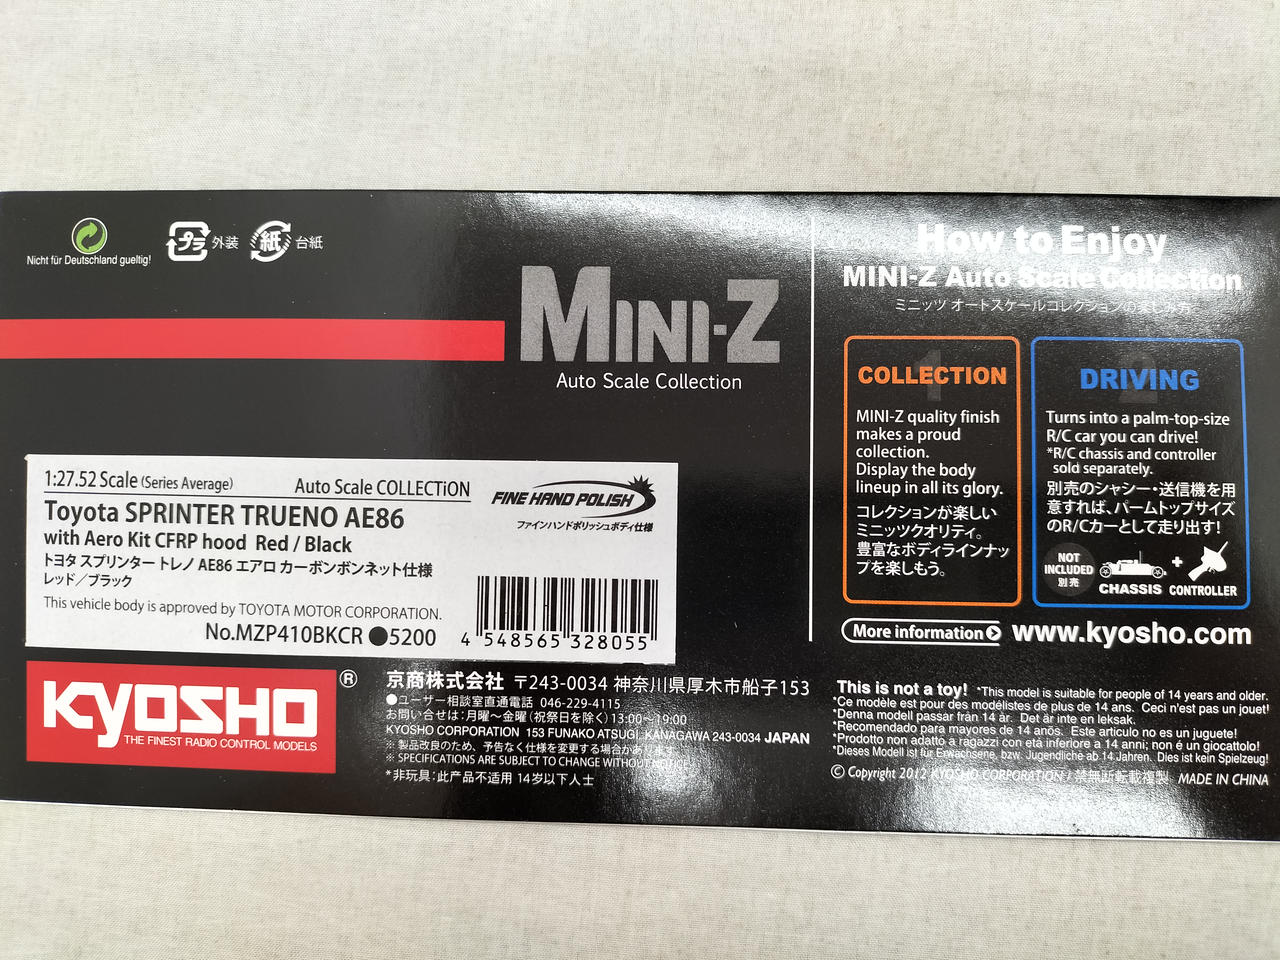 Nicht für Deutschland gueltig!
プラ 外装 紙 台紙
MINI-Z
Auto Scale Collection
1:27.52 Scale (Series Average) Auto Scale COLLECTiON
Toyota SPRINTER TRUENO AE86
with Aero Kit CFRP hood Red / Black
トヨタ スプリンター トレノ AE86 エアロ カーボンボンネット仕様
レッド／ブラック
This vehicle body is approved by TOYOTA MOTOR CORPORATION.
No.MZP410BKCR ●5200
FINE HAND POLISH
ファインハンドポリッシュボディ仕様
4 548565 328055
KYOSHO ®
THE FINEST RADIO CONTROL MODELS
京商株式会社 〒243-0034 神奈川県厚木市船子153
●ユーザー相談室直通電話 046-229-4115
お問い合せは：月曜〜金曜(祝祭日を除く)13:00〜19:00
KYOSHO CORPORATION 153 FUNAKO ATSUGI, KANAGAWA 243-0034 JAPAN
※ 製品改良のため、予告なく仕様を変更する場合があります。
※ SPECIFICATIONS ARE SUBJECT TO CHANGE WITHOUT NOTICE.
*非玩具：此产品不适用 14岁以下人士
How to Enjoy
MINI-Z Auto Scale Collection
ミニッツ オートスケールコレクションの楽しみ方
1
COLLECTION
MINI-Z quality finish
makes a proud
collection.
Display the body
lineup in all its glory.
コレクションが楽しい
ミニッツクオリティ。
豊富なボディラインナッ
プを楽しもう。
2
DRIVING
Turns into a palm-top-size
R/C car you can drive!
*R/C chassis and controller
sold separately.
別売のシャシー・送信機を用
意すれば、パームトップサイズ
のR/Cカーとして走り出す!
NOT
INCLUDED
別売
CHASSIS + CONTROLLER
More information www.kyosho.com
This is not a toy! *This model is suitable for people of 14 years and older.
*Ce modèle est pour des modélistes de plus de 14 ans. Ceci n'est pas un jouet!
*Denna modell passar från 14 år. Det är inte en leksak.
*Recomendado para mayores de 14 anõs. Este articulo no es un juguete!
*Prodotto non adatto a ragazzi con etá inferiore a 14 anni; non é un giocattolo!
*Dieses Modell ist für Erwachsene, bzw. Jugendliche ab 14 Jahren. Dies ist kein Spielzeug!
© Copyright 2012 KYOSHO CORPORATION / 禁無断転載複製 MADE IN CHINA